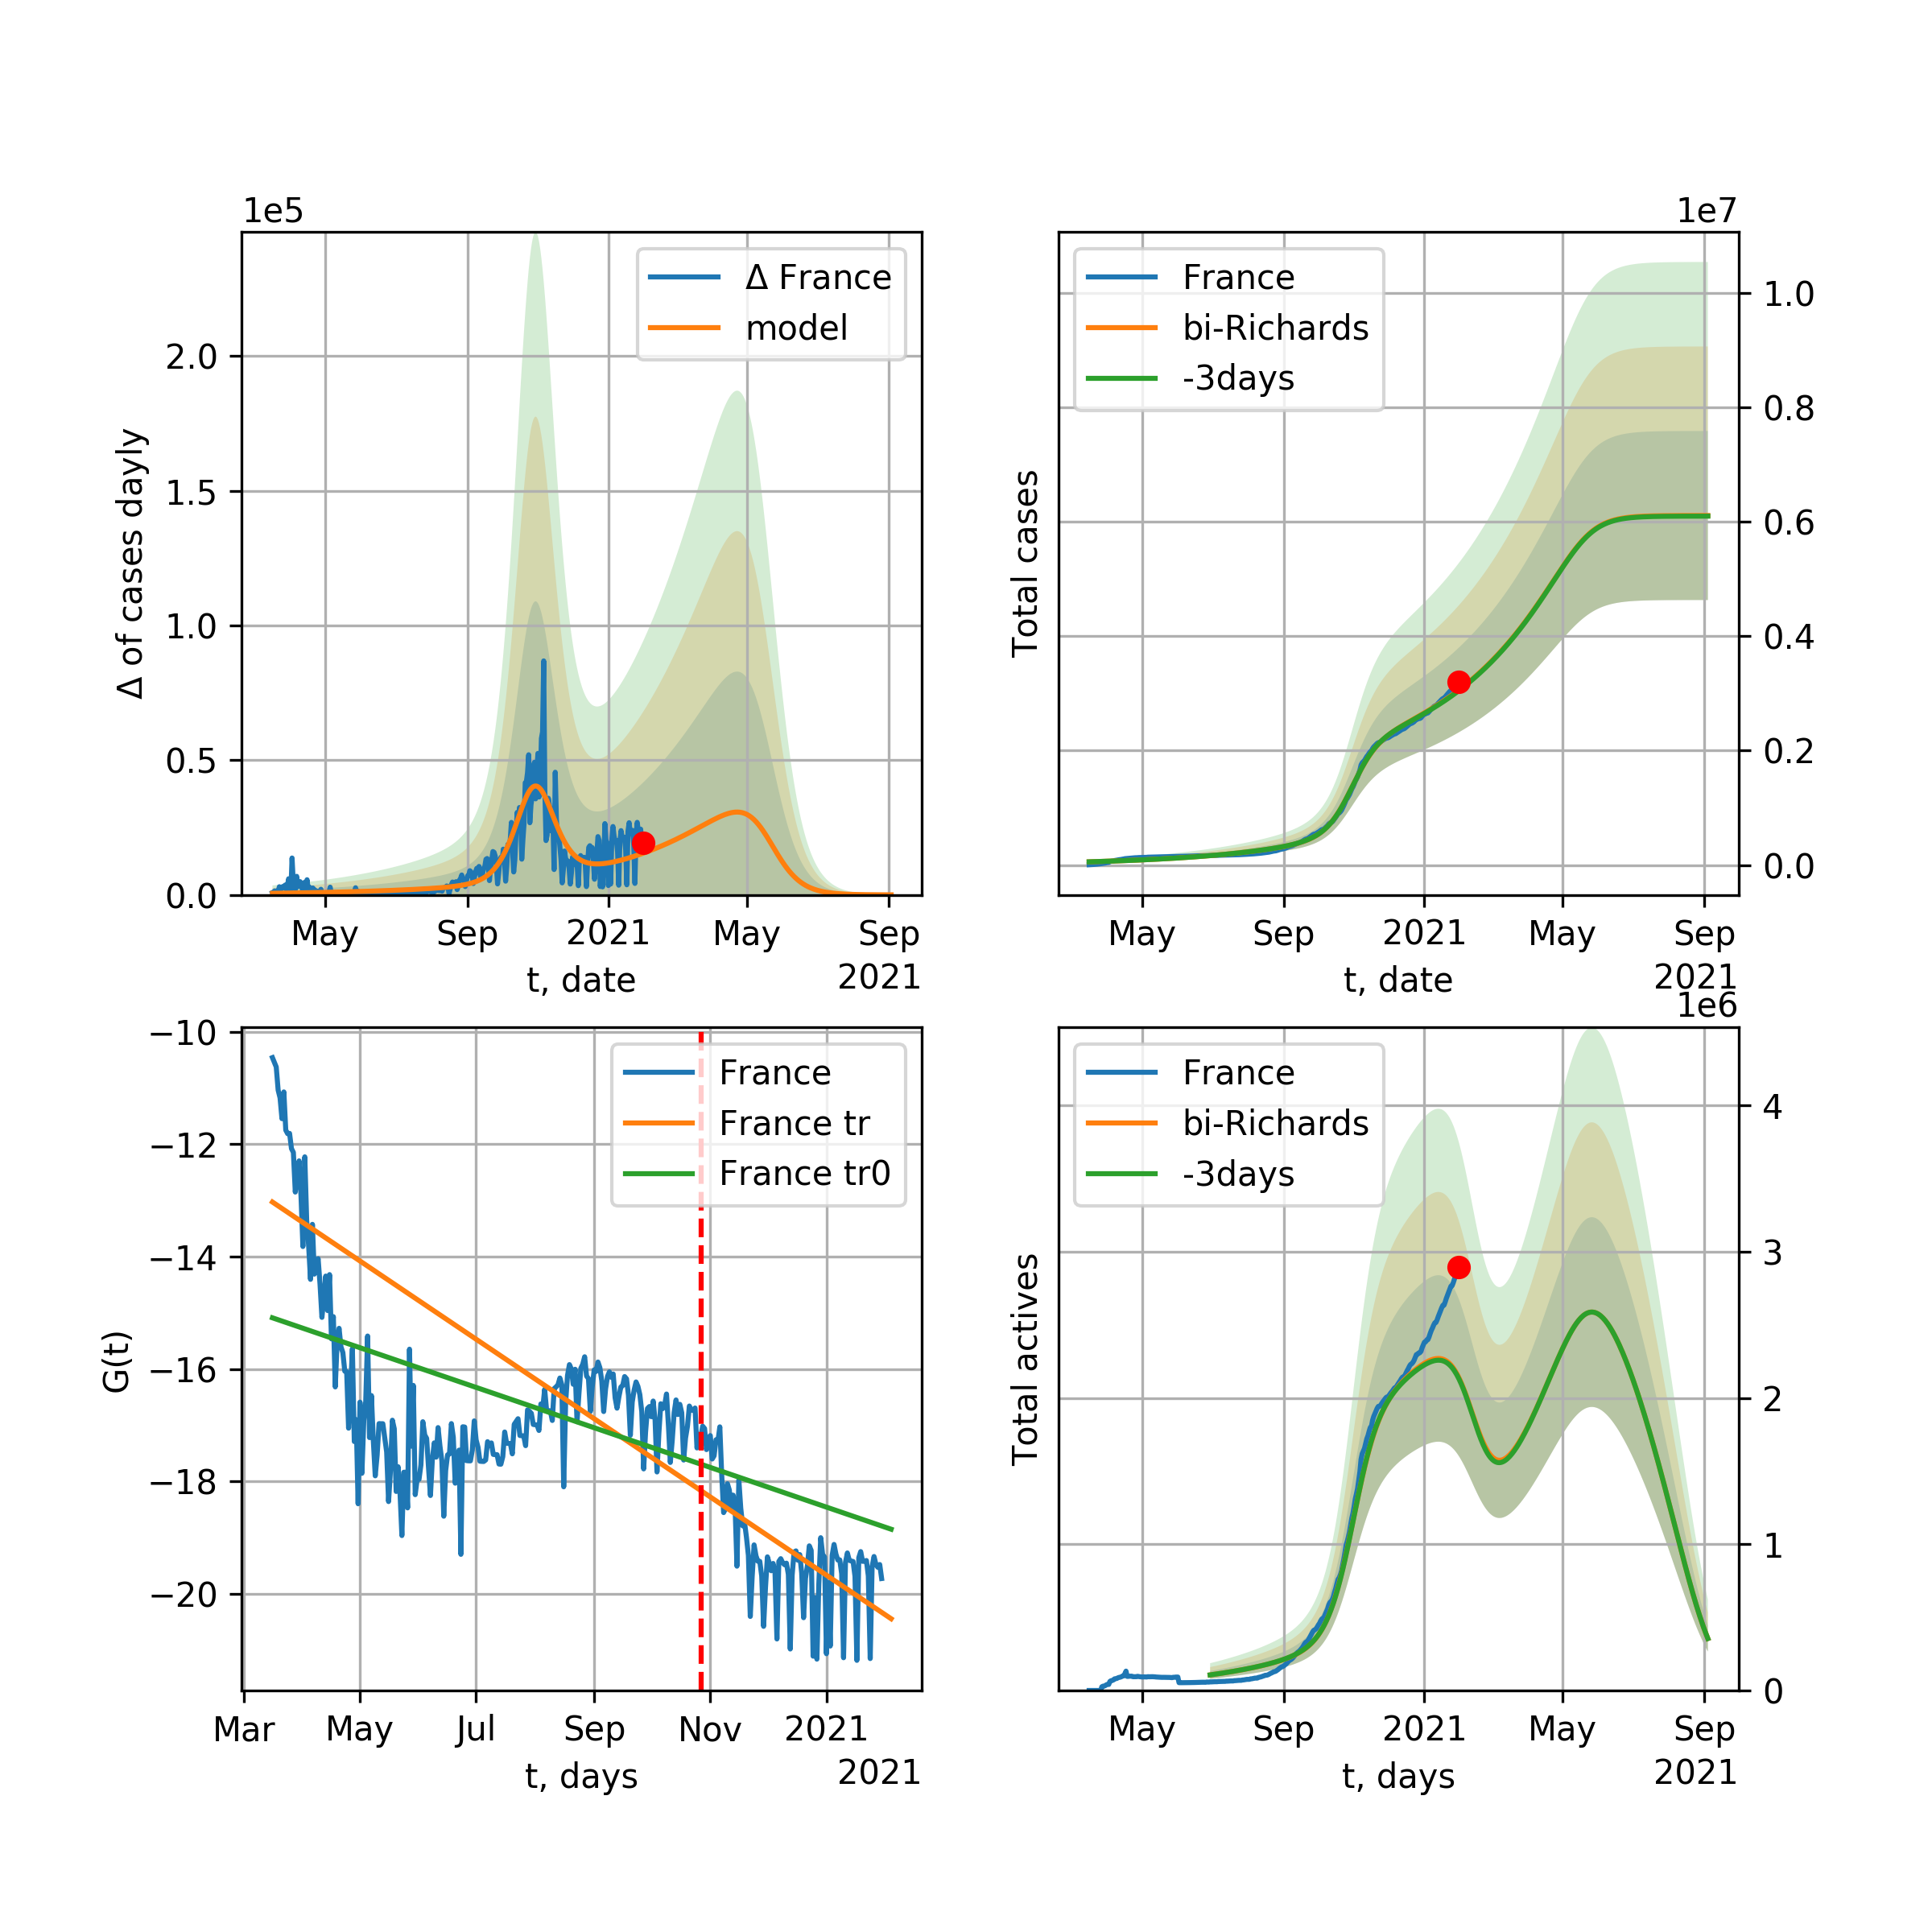 1e5
Δ of cases dayly
2.0
1.5
1.0
0.5
0.0
Δ France
model
May Sep 2021 May Sep
t, date
2021
1e7
Total cases
France
bi-Richards
-3days
1.0
0.8
0.6
0.4
0.2
0.0
May Sep 2021 May Sep
t, date
2021
G(t)
−10
−12
−14
−16
−18
−20
France
France tr
France tr0
Mar May Jul Sep Nov 2021
t, days
2021
1e6
Total actives
France
bi-Richards
-3days
4
3
2
1
0
May Sep 2021 May Sep
t, days
2021